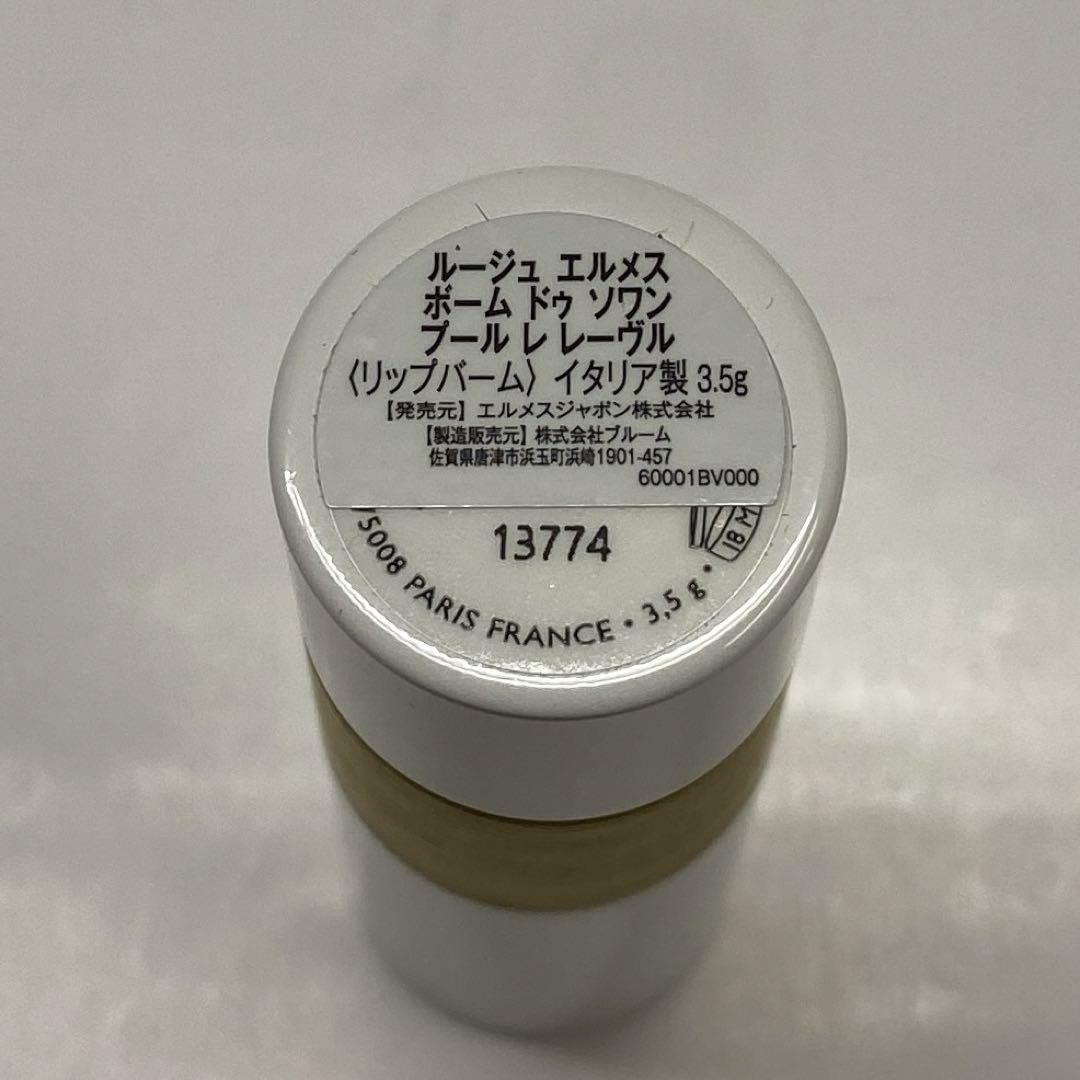 ルージュ エルメス
ボーム ドゥ ソワン
プール レ レーヴル
〈リップバーム〉 イタリア製 3.5g
【発売元】エルメスジャポン株式会社
【製造販売元】株式会社ブルーム
佐賀県唐津市浜玉町浜崎1901-457
60001BV000
13774
75008 PARIS FRANCE • 3,5 g •
18 M